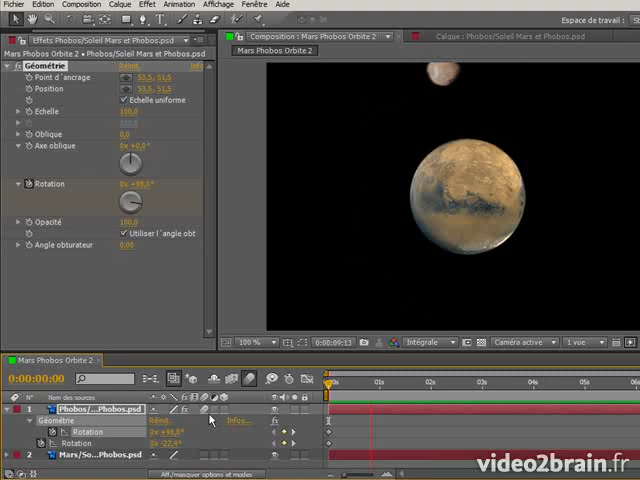 Fichier Edition Composition Calque Effet Animation Affichage Fenêtre Aide
Espace de travail :
Effets Phobos/Soleil Mars et Phobos.psd
Mars Phobos Orbite 2 • Phobos/Soleil Mars et Phobos.psd
fx Géométrie Réinit. Info
Point d´ancrage 53,5, 51,5
Position 53,5, 51,5
Echelle uniforme
Echelle 100,0
100,0
Oblique 0,0
Axe oblique 0x +0,0°
Rotation 0x +98,0°
Opacité 100,0
Utiliser l´angle obt
Angle obturateur 0,00
Composition : Mars Phobos Orbite 2
Calque : Phobos/Soleil Mars et Phobos.psd
Mars Phobos Orbite 2
100 % 0:00:09:13 Intégrale Caméra active 1 vue
Mars Phobos Orbite 2
0:00:00:00
N° Nom des sources
00s 01s 02s 03s 04s 05s 06s
1 Phobos/...Phobos.psd
Géométrie Réinit. Infos...
Rotation 0x +98,0°
Rotation 0x -22,4°
2 Mars/So...Phobos.psd
Aff./masquer options et modes
video2brain.fr